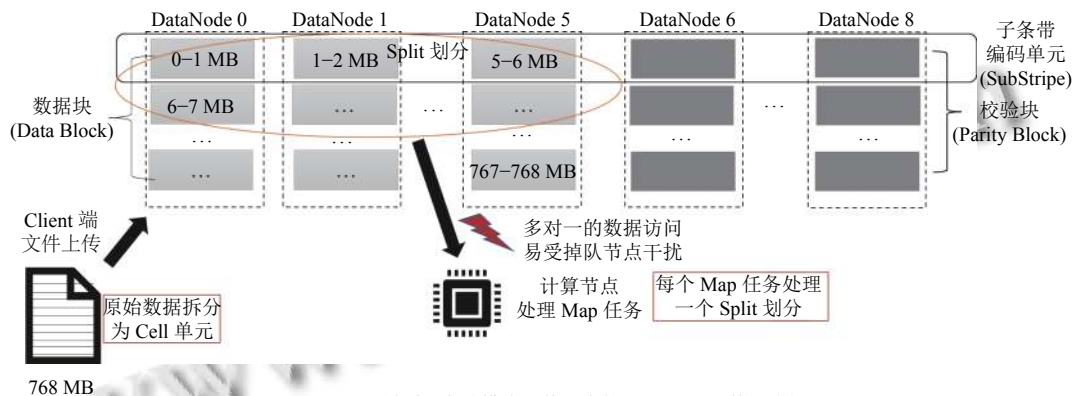 DataNode 0 DataNode 1 DataNode 5 DataNode 6 DataNode 8
0−1 MB 1−2 MB Split 划分 5−6 MB
6−7 MB … … … … …
… … … …
… … 767−768 MB
子条带
编码单元
(SubStripe)
数据块
(Data Block)
校验块
(Parity Block)
Client 端
文件上传
多对一的数据访问
易受掉队节点干扰
原始数据拆分
为 Cell 单元
计算节点
处理 Map 任务
每个 Map 任务处理
一个 Split 划分
768 MB